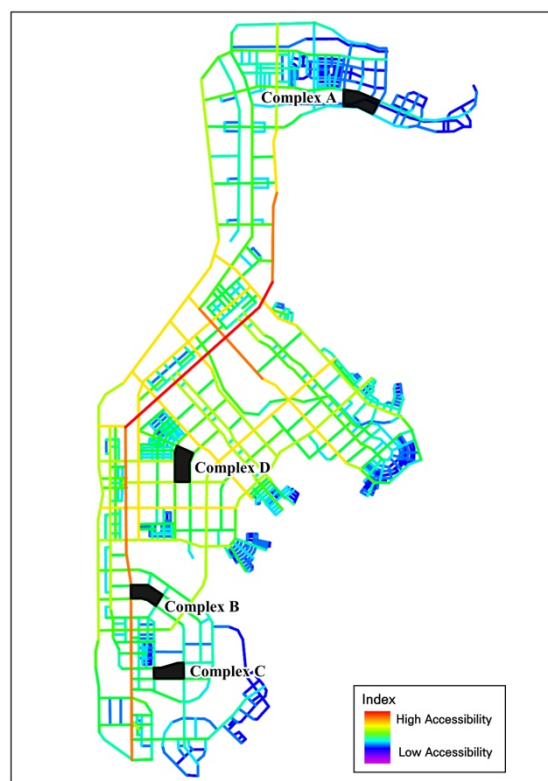 Complex A
Complex D
Complex B
Complex C
Index
High Accessibility
Low Accessibility